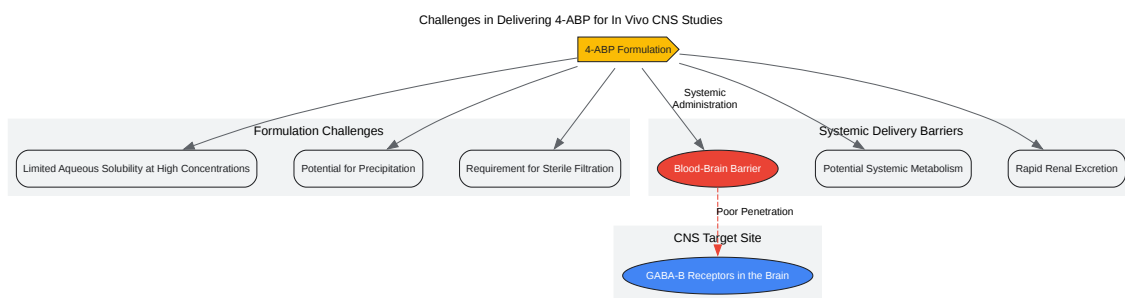 Challenges in Delivering 4-ABP for In Vivo CNS Studies
4-ABP Formulation
Systemic
Administration
Formulation Challenges
Systemic Delivery Barriers
Limited Aqueous Solubility at High Concentrations
Potential for Precipitation
Requirement for Sterile Filtration
Blood-Brain Barrier
Potential Systemic Metabolism
Rapid Renal Excretion
Poor Penetration
CNS Target Site
GABA-B Receptors in the Brain